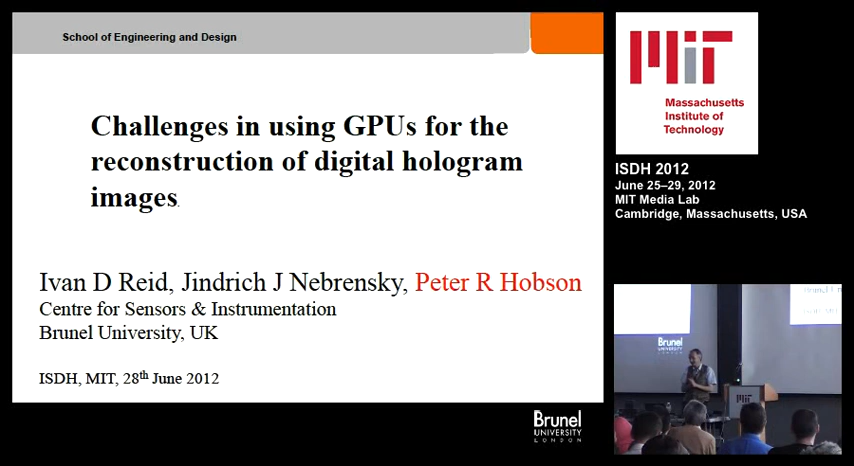 School of Engineering and Design
Challenges in using GPUs for the
reconstruction of digital hologram
images.
Ivan D Reid, Jindrich J Nebrensky, Peter R Hobson
Centre for Sensors & Instrumentation
Brunel University, UK
ISDH, MIT, 28th June 2012
Brunel
UNIVERSITY
LONDON
MIT
Massachusetts
Institute of
Technology
ISDH 2012
June 25–29, 2012
MIT Media Lab
Cambridge, Massachusetts, USA
Brunel
UNIVERSITY
MIT